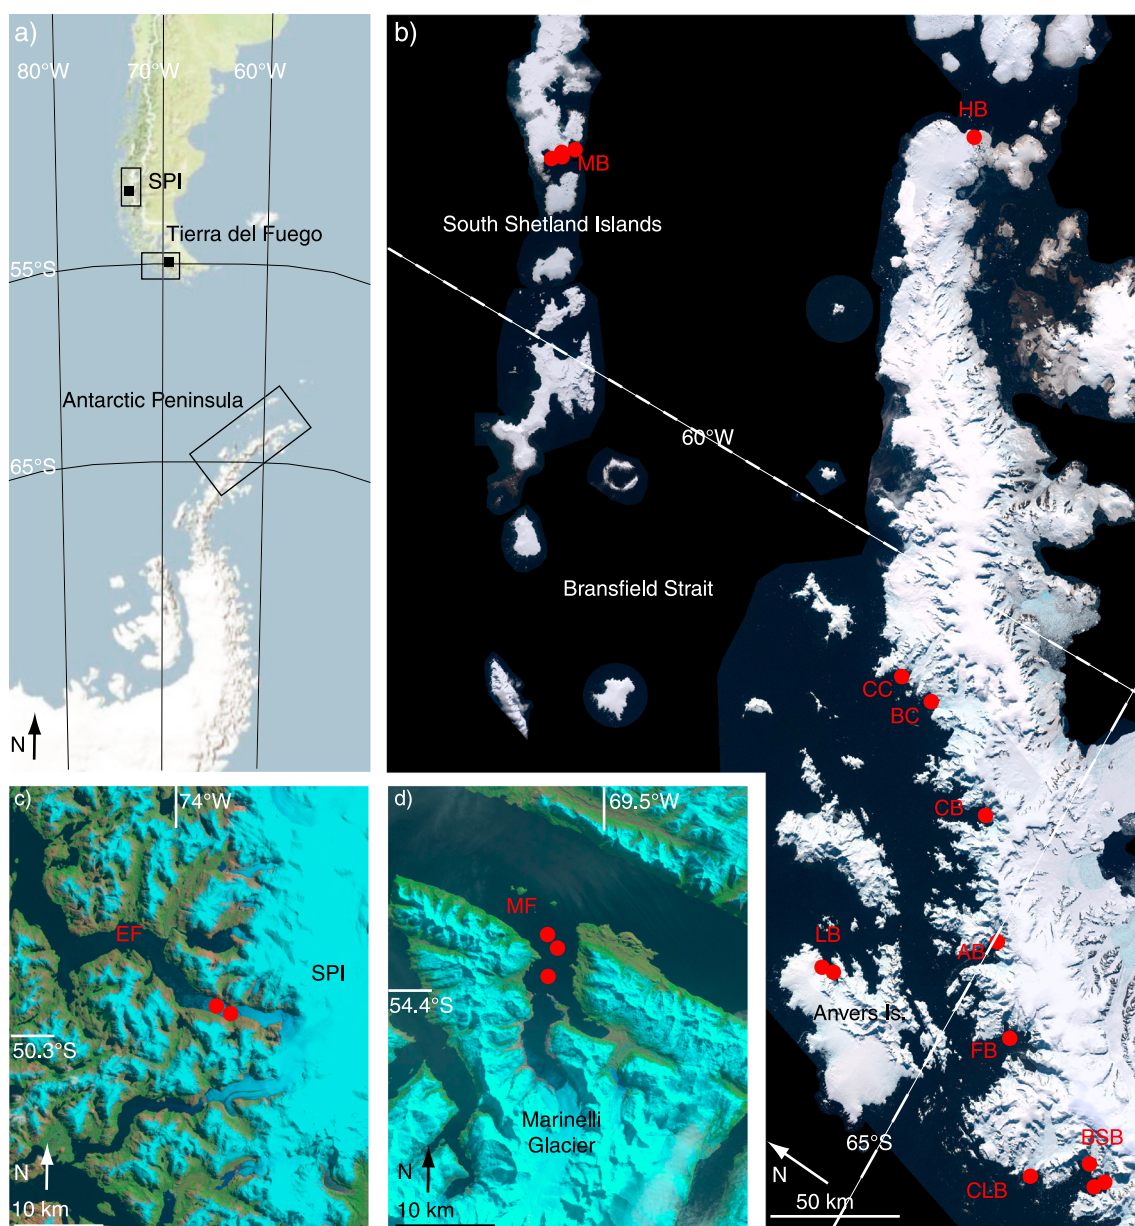 a)
80°W
70°W
60°W
SPI
Tierra del Fuego
55°S
Antarctic Peninsula
65°S
N
b)
HB
MB
South Shetland Islands
60°W
Bransfield Strait
CC
BC
CB
LB
AB
Anvers Is.
FB
65°S
BSB
CLB
N
50 km
c)
74°W
EF
SPI
50.3°S
N
10 km
d)
69.5°W
MF
54.4°S
Marinelli
Glacier
N
10 km